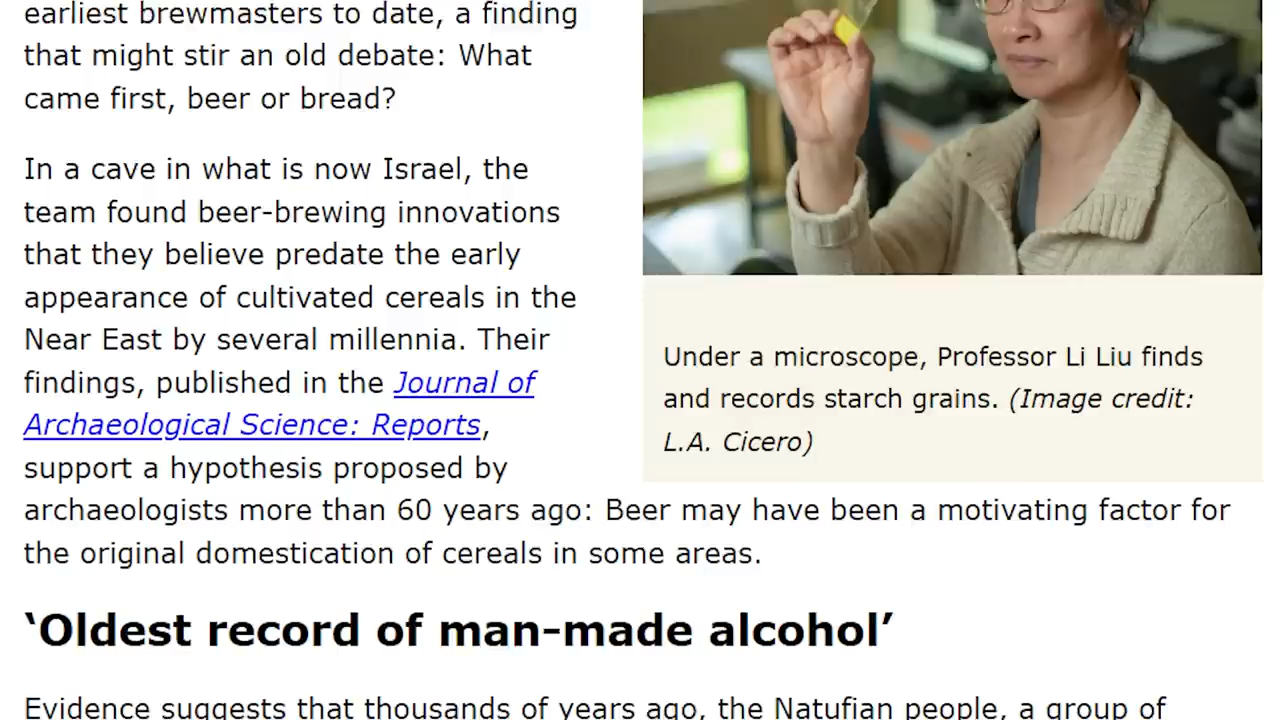 earliest brewmasters to date, a finding
that might stir an old debate: What
came first, beer or bread?
In a cave in what is now Israel, the
team found beer-brewing innovations
that they believe predate the early
appearance of cultivated cereals in the
Near East by several millennia. Their
findings, published in the Journal of
Archaeological Science: Reports,
support a hypothesis proposed by
archaeologists more than 60 years ago: Beer may have been a motivating factor for
the original domestication of cereals in some areas.
Under a microscope, Professor Li Liu finds
and records starch grains. (Image credit:
L.A. Cicero)
‘Oldest record of man-made alcohol’
Evidence suggests that thousands of years ago, the Natufian people, a group of